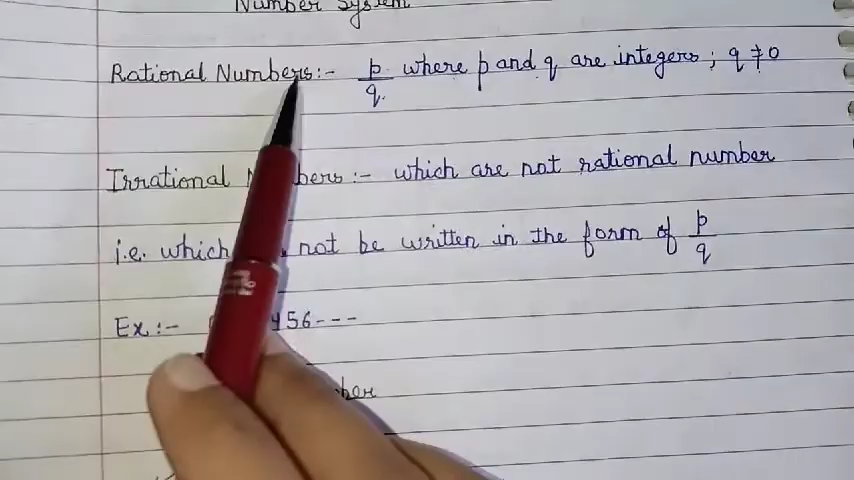 Number System
Rational Numbers:- p/q where p and q are integers; q ≠ 0
Irrational :- which are not rational number
i.e. which not be written in the form of p/q
Ex:- 456---